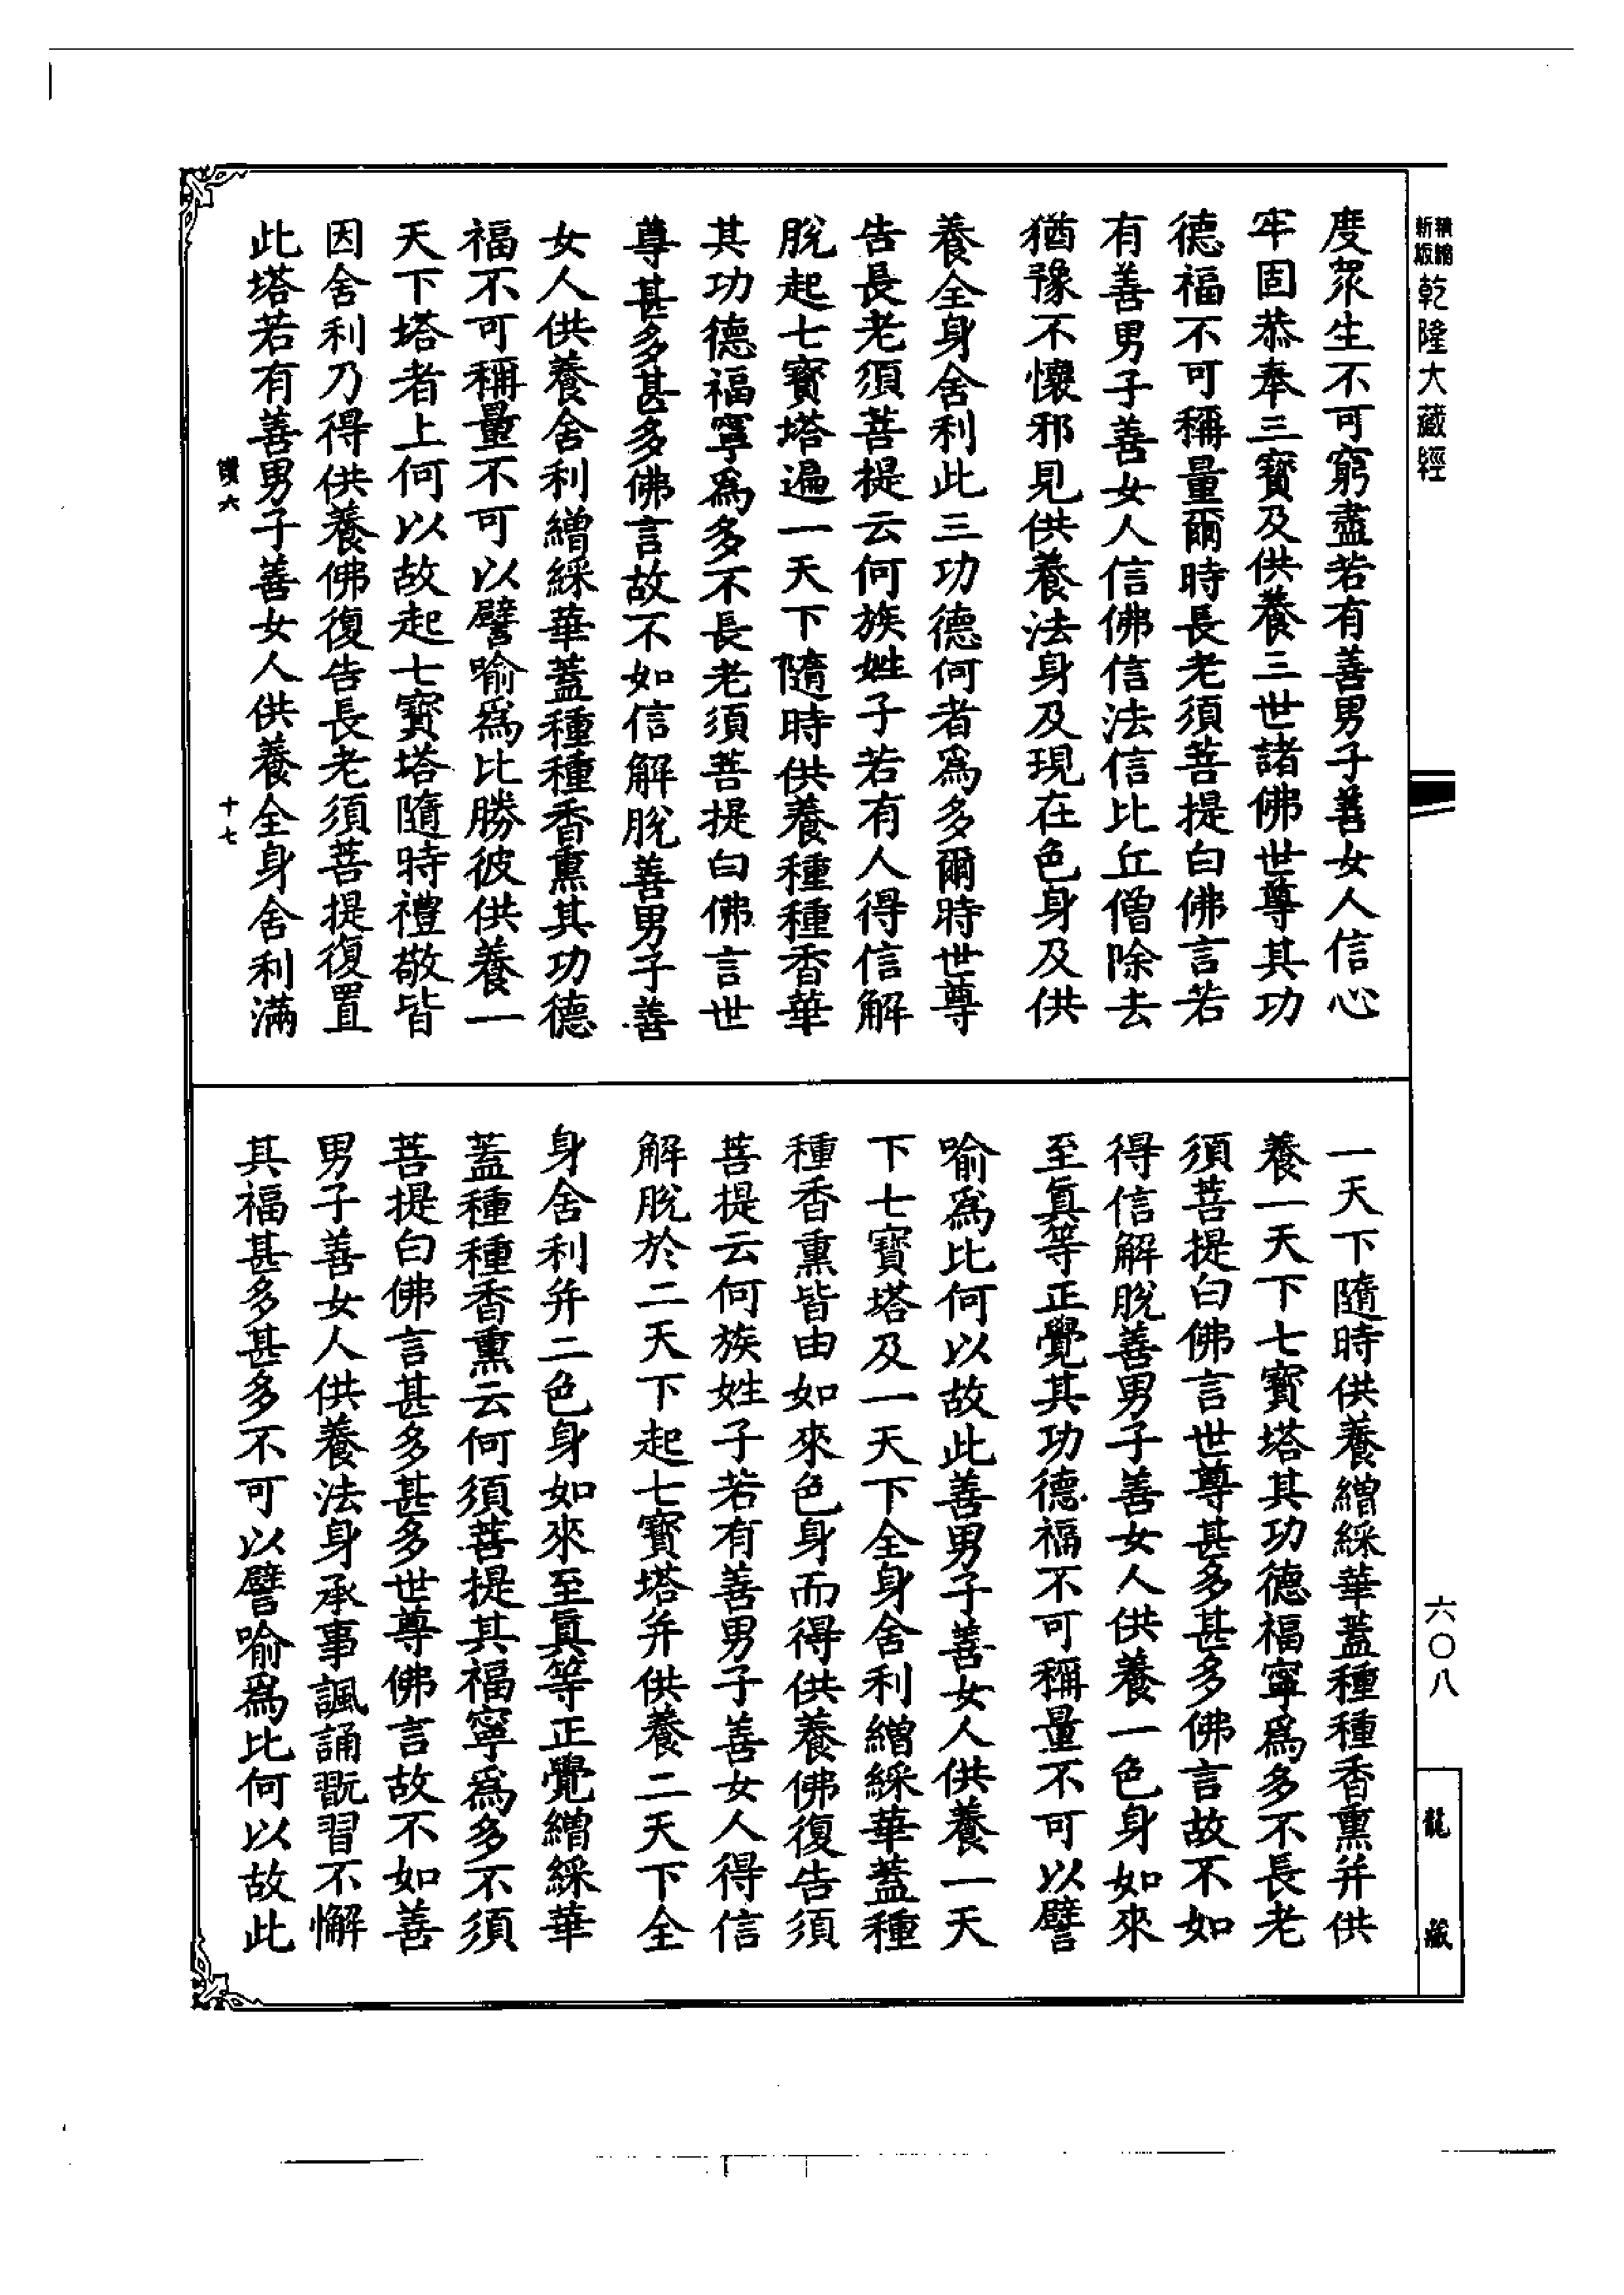 精縮
新版
乾隆大藏經
度衆生不可窮盡若有善男子善女人信心
牢固恭奉三寳及供養三世諸佛世尊其功
德福不可稱量爾時長老須菩提白佛言若
有善男子善女人信佛信法信比丘僧除去
猶豫不懷邪見供養法身及現在色身及供
養全身舍利此三功德何者爲多爾時世尊
告長老須菩提云何族姓子若有人得信解
脫起七寳塔遍一天下隨時供養種種香華
其功德福寧爲多不長老須菩提白佛言世
尊甚多甚多佛言故不如信解脫善男子善
女人供養舍利繒綵華蓋種種香熏其功德
福不可稱量不可以譬喻爲比勝彼供養一
天下塔者上何以故起七寳塔隨時禮敬皆
因舍利乃得供養佛復告長老須菩提復置
此塔若有善男子善女人供養全身舍利滿
六
十七
一天下隨時供養繒綵華蓋種種香熏并供
養一天下七寳塔其功德福寧爲多不長老
須菩提白佛言世尊甚多甚多佛言故不如
得信解脫善男子善女人供養一色身如來
至眞等正覺其功德福不可稱量不可以譬
喻爲比何以故此善男子善女人供養一天
下七寳塔及一天下全身舍利繒綵華蓋種
種香熏皆由如來色身而得供養佛復告須
菩提云何族姓子若有善男子善女人得信
解脫於二天下起七寳塔并供養二天下全
身舍利并二色身如來至眞等正覺繒綵華
蓋種種香熏云何須菩提其福寧爲多不須
菩提白佛言甚多甚多世尊佛言故不如善
男子善女人供養法身承事諷誦翫習不懈
其福甚多甚多不可以譬喻爲比何以故此
六〇八
龍藏